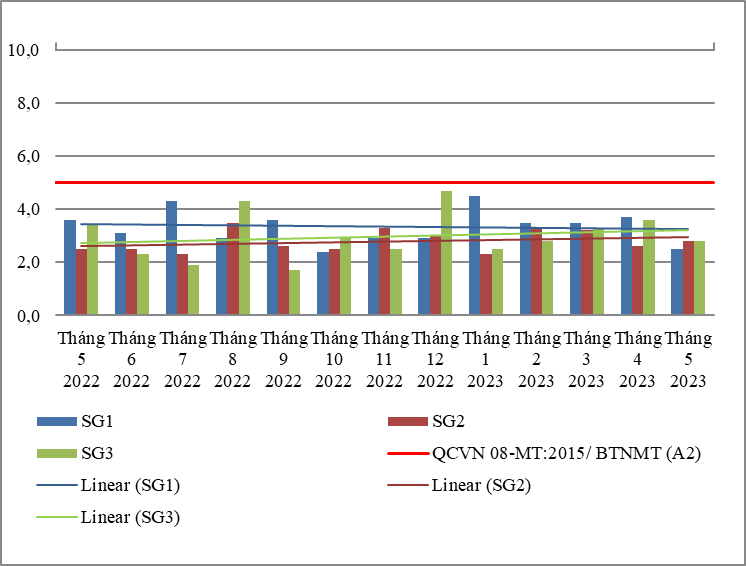 10,0
8,0
6,0
4,0
2,0
0,0
Tháng 5 2022
Tháng 6 2022
Tháng 7 2022
Tháng 8 2022
Tháng 9 2022
Tháng 10 2022
Tháng 11 2022
Tháng 12 2022
Tháng 1 2023
Tháng 2 2023
Tháng 3 2023
Tháng 4 2023
Tháng 5 2023
SG1
SG2
SG3
QCVN 08-MT:2015/ BTNMT (A2)
Linear (SG1)
Linear (SG2)
Linear (SG3)